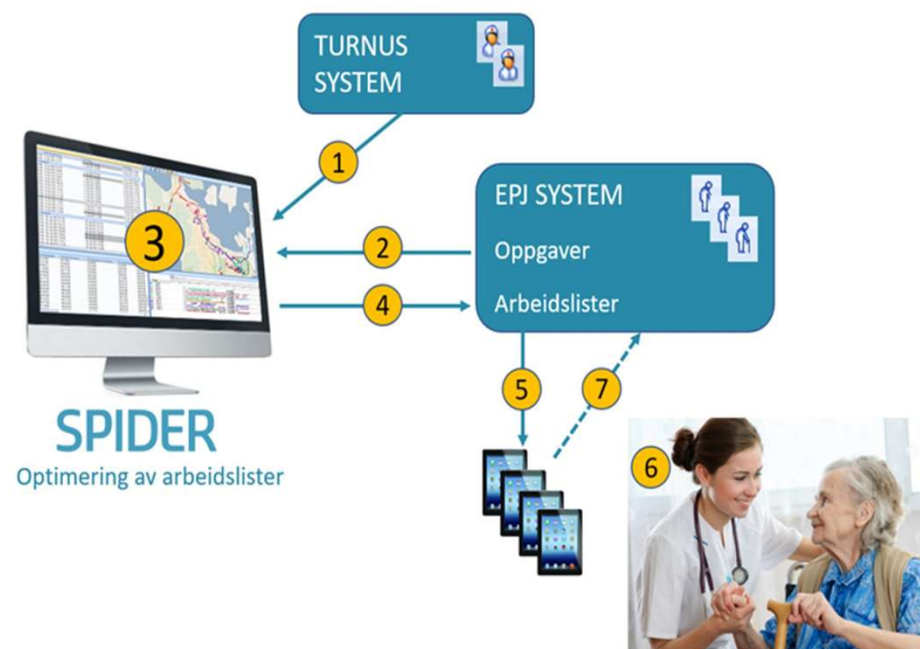 TURNUS
SYSTEM
1
EPJ SYSTEM
3
2
Oppgaver
4
Arbeidslister
5
7
SPIDER
Optimering av arbeidslister
6